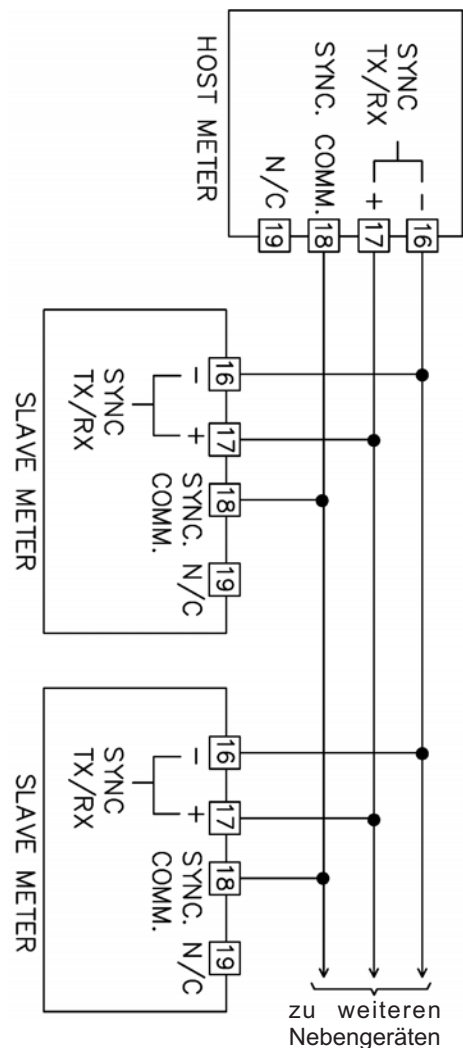 HOST METER
SYNC
TX/RX
-
+
SYNC. COMM.
N/C
16
17
18
19
SLAVE METER
SYNC
TX/RX
-
+
SYNC.
COMM.
N/C
16
17
18
19
SLAVE METER
SYNC
TX/RX
-
+
SYNC.
COMM.
N/C
16
17
18
19
zu weiteren
Nebengeräten